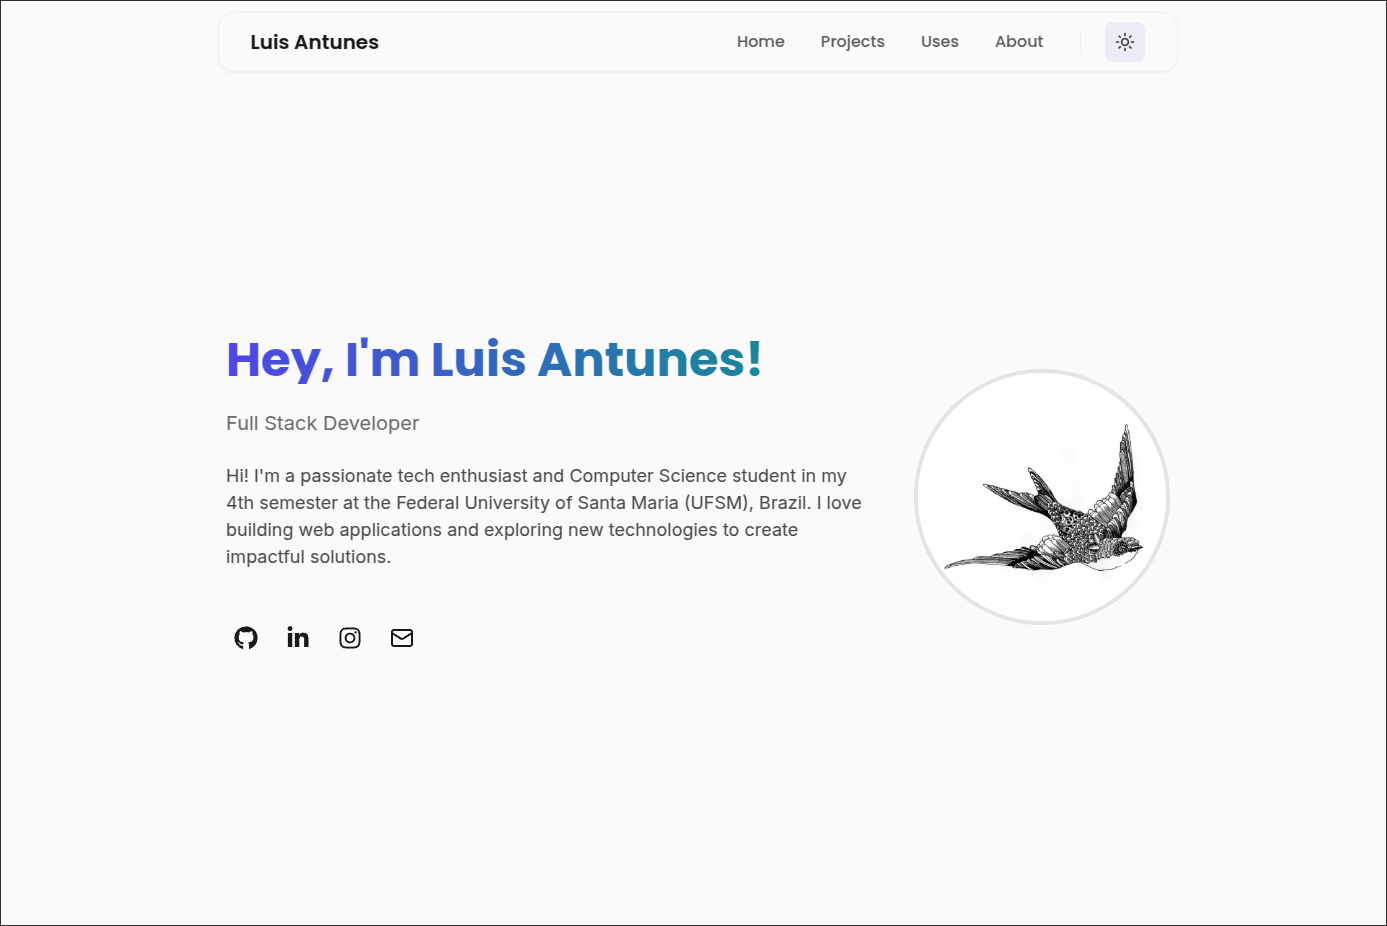 Luis Antunes
Home Projects Uses About
Hey, I'm Luis Antunes!
Full Stack Developer
Hi! I'm a passionate tech enthusiast and Computer Science student in my
4th semester at the Federal University of Santa Maria (UFSM), Brazil. I love
building web applications and exploring new technologies to create
impactful solutions.